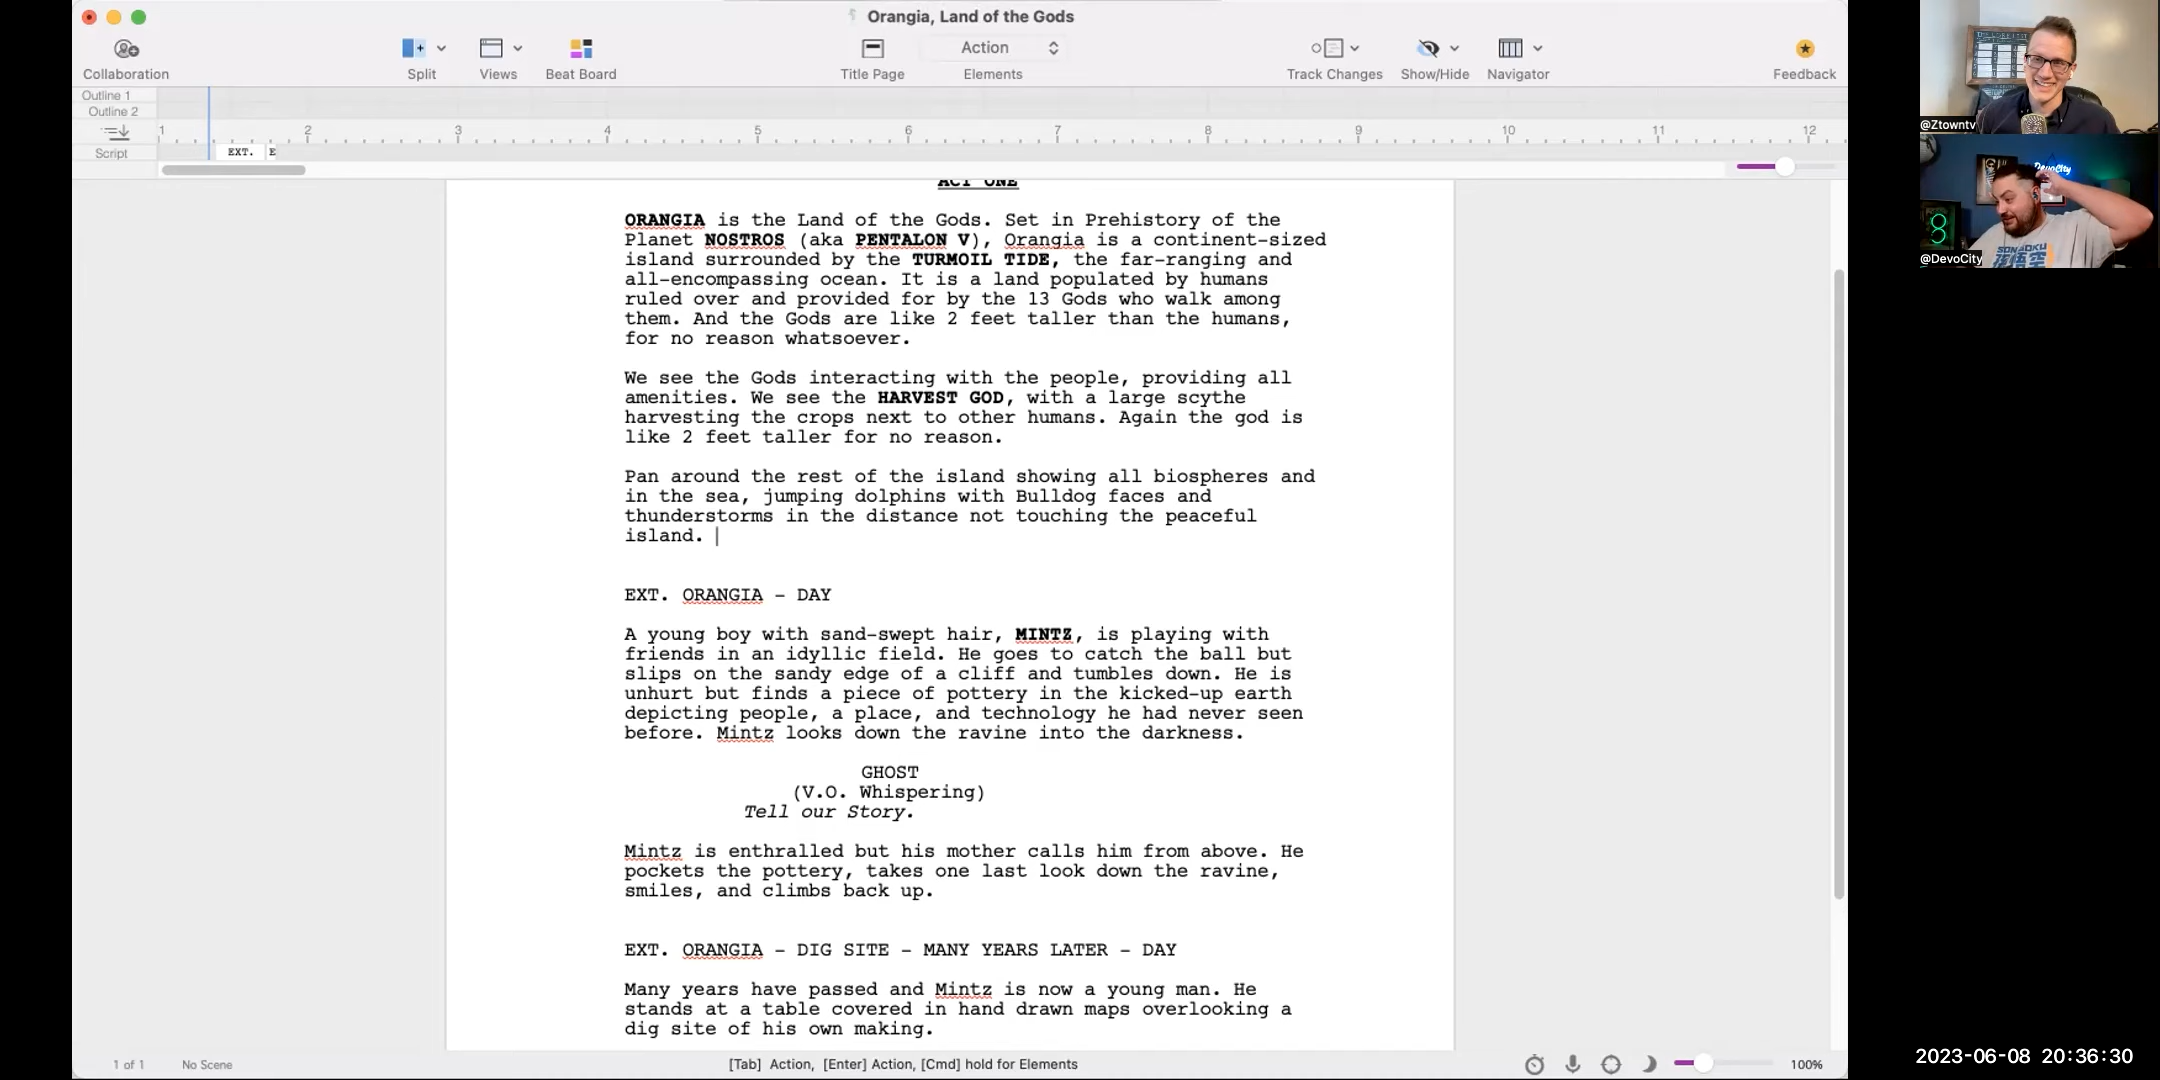 Orangia, Land of the Gods
Collaboration
Split
Views
Beat Board
Title Page
Action
Elements
Track Changes
Show/Hide
Navigator
Feedback
Outline 1
Outline 2
1 2 3 4 5 6 7 8 9 10 11 12
Script
EXT. E
ACT ONE
ORANGIA is the Land of the Gods. Set in Prehistory of the
Planet NOSTROS (aka PENTALON V), Orangia is a continent-sized
island surrounded by the TURMOIL TIDE, the far-ranging and
all-encompassing ocean. It is a land populated by humans
ruled over and provided for by the 13 Gods who walk among
them. And the Gods are like 2 feet taller than the humans,
for no reason whatsoever.
We see the Gods interacting with the people, providing all
amenities. We see the HARVEST GOD, with a large scythe
harvesting the crops next to other humans. Again the god is
like 2 feet taller for no reason.
Pan around the rest of the island showing all biospheres and
in the sea, jumping dolphins with Bulldog faces and
thunderstorms in the distance not touching the peaceful
island.
EXT. ORANGIA - DAY
A young boy with sand-swept hair, MINTZ, is playing with
friends in an idyllic field. He goes to catch the ball but
slips on the sandy edge of a cliff and tumbles down. He is
unhurt but finds a piece of pottery in the kicked-up earth
depicting people, a place, and technology he had never seen
before. Mintz looks down the ravine into the darkness.
GHOST
(V.O. Whispering)
Tell our Story.
Mintz is enthralled but his mother calls him from above. He
pockets the pottery, takes one last look down the ravine,
smiles, and climbs back up.
EXT. ORANGIA - DIG SITE - MANY YEARS LATER - DAY
Many years have passed and Mintz is now a young man. He
stands at a table covered in hand drawn maps overlooking a
dig site of his own making.
1 of 1
No Scene
[Tab] Action, [Enter] Action, [Cmd] hold for Elements
100%
@Ztowntv
DevoCity
@DevoCity
2023-06-08 20:36:30